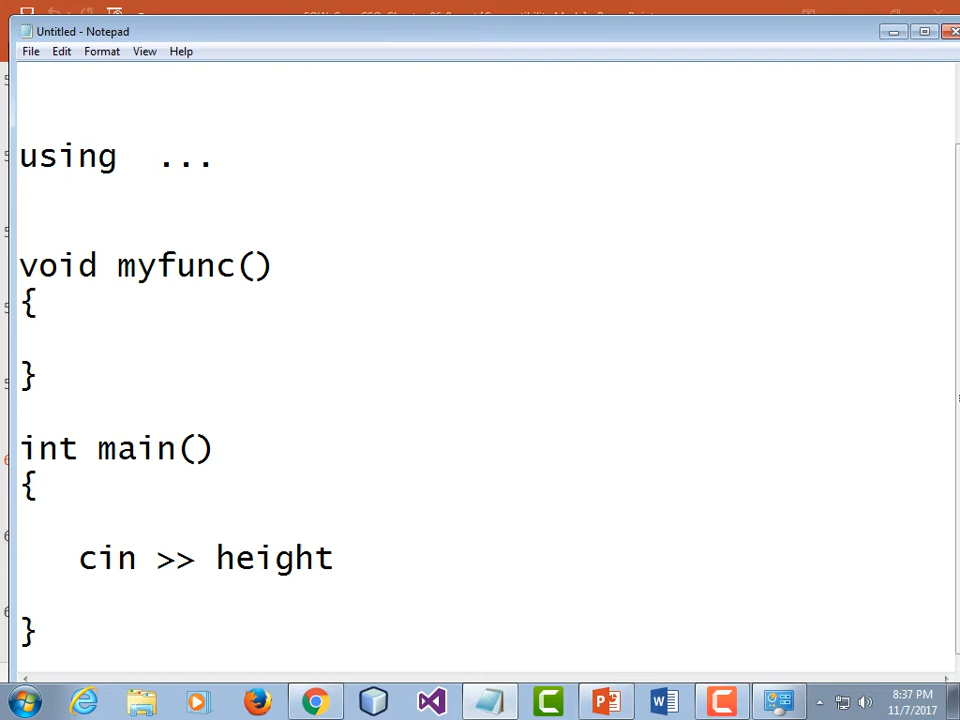 Untitled - Notepad
File Edit Format View Help
using ...
void myfunc()
{
}
int main()
{
cin >> height
}
8:37 PM
11/7/2017